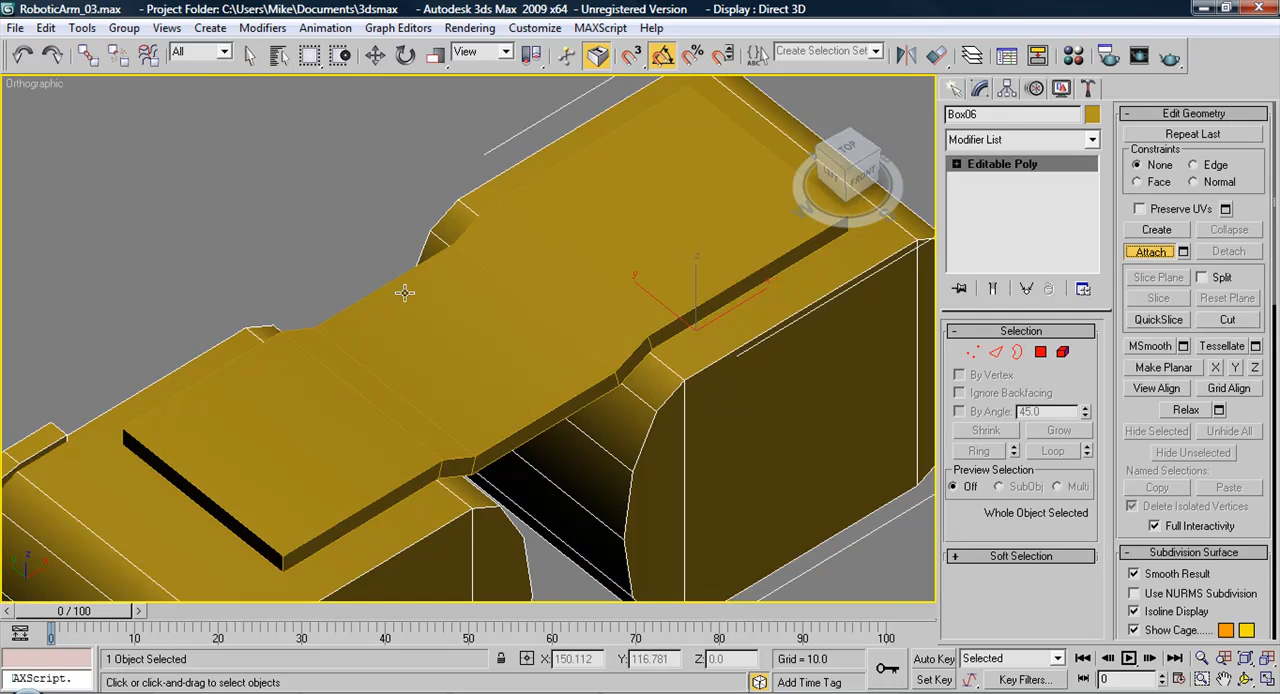 RoboticArm_03.max - Project Folder: C:\Users\Mike\Documents\3dsmax - Autodesk 3ds Max 2009 x64 - Unregistered Version - Display : Direct 3D
File Edit Tools Group Views Create Modifiers Animation Graph Editors Rendering Customize MAXScript Help
All View Create Selection Set
Orthographic
TOP
LEFT FRONT
x y z
Box06
Modifier List
Editable Poly
Selection
By Vertex
Ignore Backfacing
By Angle: 45.0
Shrink Grow
Ring Loop
Preview Selection
Off SubObj Multi
Whole Object Selected
Soft Selection
Edit Geometry
Repeat Last
Constraints
None Edge
Face Normal
Preserve UVs
Create Collapse
Attach Detach
Slice Plane Split
Slice Reset Plane
QuickSlice Cut
MSmooth Tessellate
Make Planar X Y Z
View Align Grid Align
Relax
Hide Selected Unhide All
Hide Unselected
Named Selections:
Copy Paste
Delete Isolated Vertices
Full Interactivity
Subdivision Surface
Smooth Result
Use NURMS Subdivision
Isoline Display
Show Cage......
0 / 100
0 10 20 30 40 50 60 70 80 90 100
1 Object Selected X: 150.112 Y: 116.781 Z: 0.0 Grid = 10.0 Auto Key Selected
AXScript. Click or click-and-drag to select objects Add Time Tag Set Key Key Filters... 0